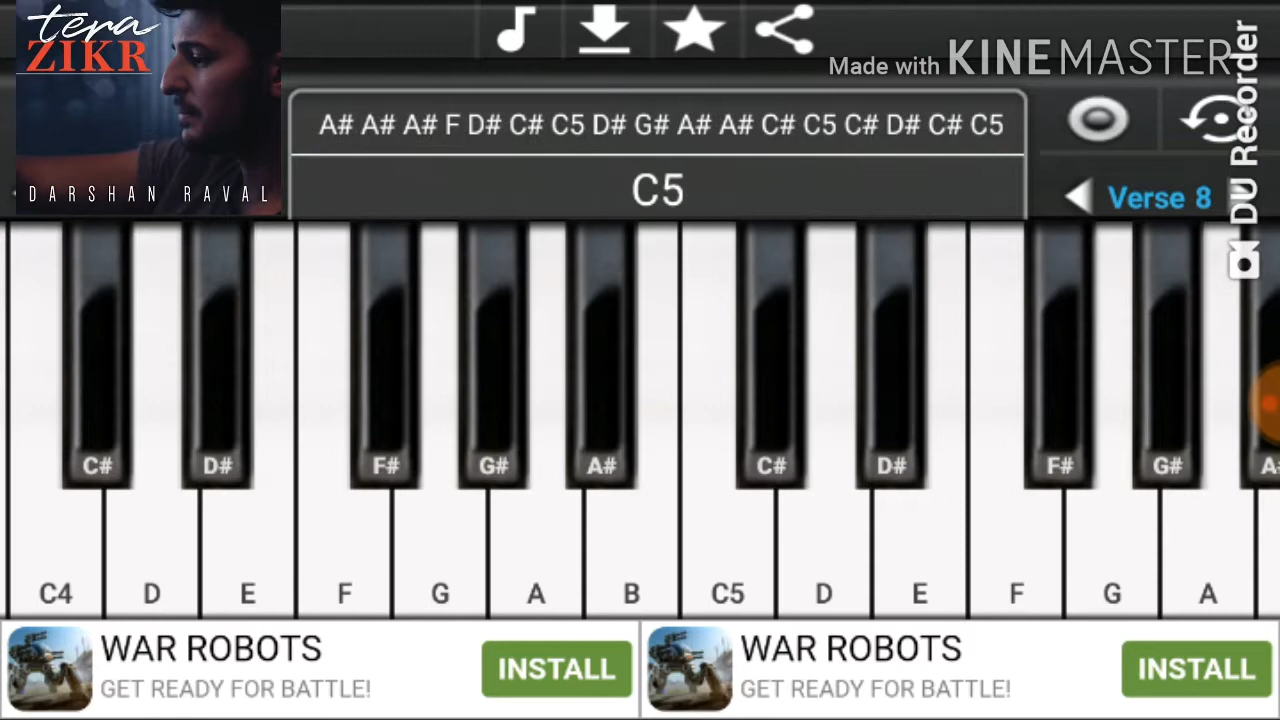 tera
ZIKR
DARSHAN RAVAL
Made with KINEMASTER
DU Recorder
A# A# A# F D# C# C5 D# G# A# A# C# C5 C# D# C# C5
C5
Verse 8
C# D# F# G# A# C# D# F# G# A#
C4 D E F G A B C5 D E F G A
WAR ROBOTS
GET READY FOR BATTLE!
INSTALL
WAR ROBOTS
GET READY FOR BATTLE!
INSTALL